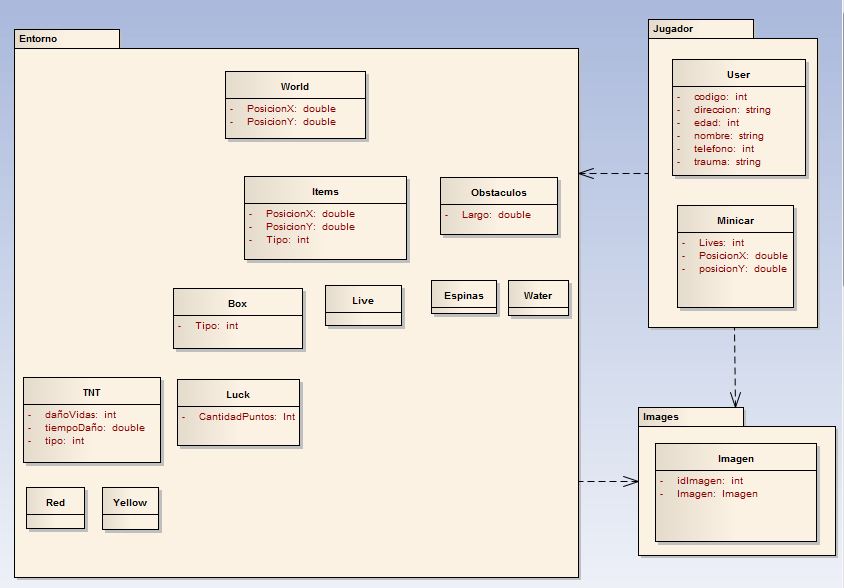 Entorno
World
- PosicionX: double
- PosicionY: double
Items
- PosicionX: double
- PosicionY: double
- Tipo: int
Obstaculos
- Largo: double
Box
- Tipo: int
Live
Espinas
Water
TNT
- dañoVidas: int
- tiempoDaño: double
- tipo: int
Luck
- CantidadPuntos: Int
Red
Yellow
Jugador
User
- codigo: int
- direccion: string
- edad: int
- nombre: string
- telefono: int
- trauma: string
Minicar
- Lives: int
- PosicionX: double
- posicionY: double
Images
Imagen
- idImagen: int
- Imagen: Imagen